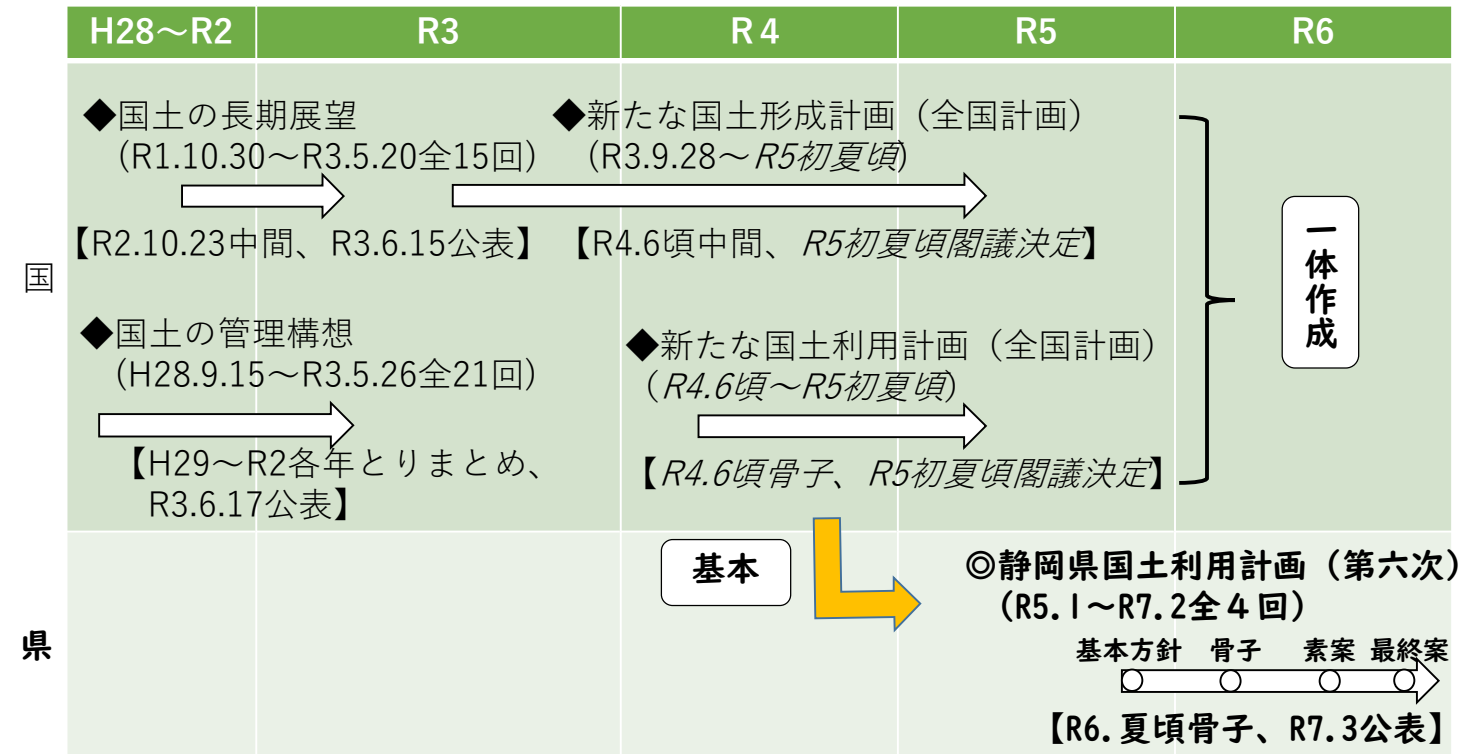 H28～R2 R3 R４ R5 R6
国
◆国土の長期展望
(R1.10.30～R3.5.20全15回)
【R2.10.23中間、R3.6.15公表】
◆新たな国土形成計画（全国計画）
(R3.9.28～R5初夏頃)
【R4.6頃中間、R5初夏頃閣議決定】
◆国土の管理構想
(H28.9.15～R3.5.26全21回)
【H29～R2各年とりまとめ、
R3.6.17公表】
◆新たな国土利用計画（全国計画）
（R4.6頃～R5初夏頃)
【R4.6頃骨子、R5初夏頃閣議決定】
一体作成
県
基本
◎静岡県国土利用計画（第六次）
(R5.1～R7.2全４回)
基本方針 骨子 素案 最終案
【R6.夏頃骨子、R7.3公表】